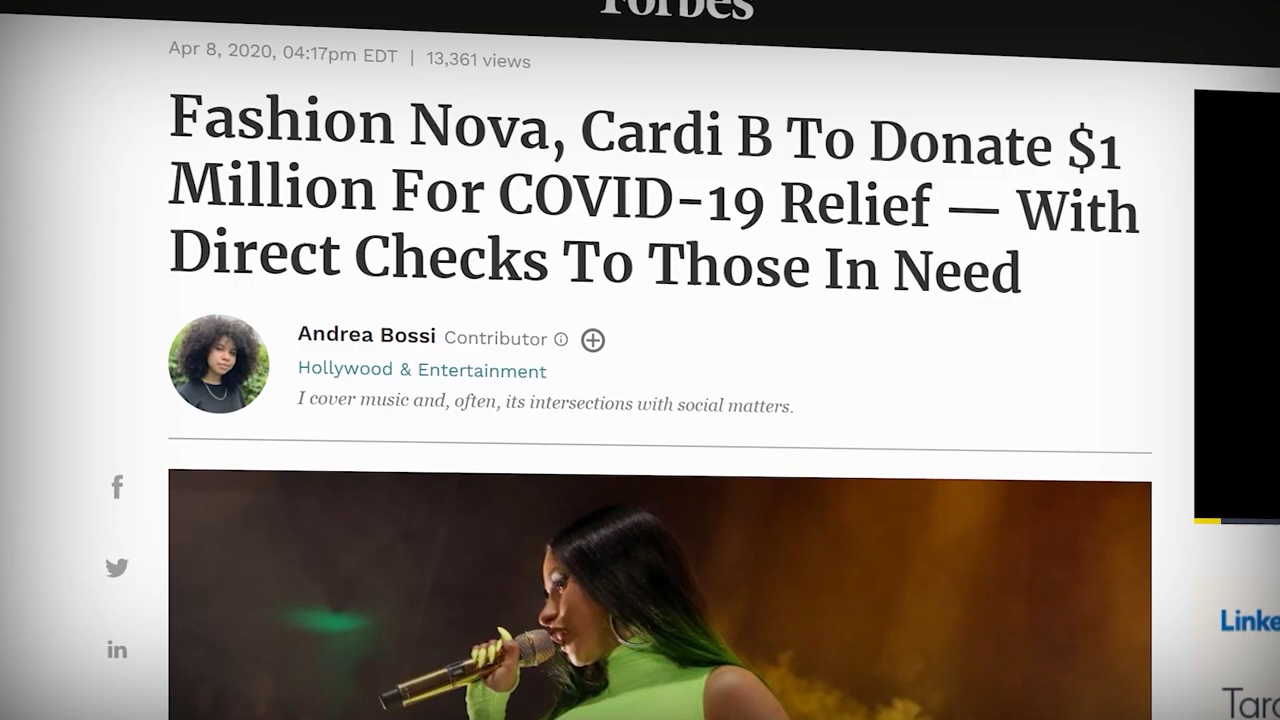 Forbes
Apr 8, 2020, 04:17pm EDT | 13,361 views
Fashion Nova, Cardi B To Donate $1
Million For COVID-19 Relief — With
Direct Checks To Those In Need
Andrea Bossi Contributor
Hollywood & Entertainment
I cover music and, often, its intersections with social matters.
f
in
Linke
Tarc